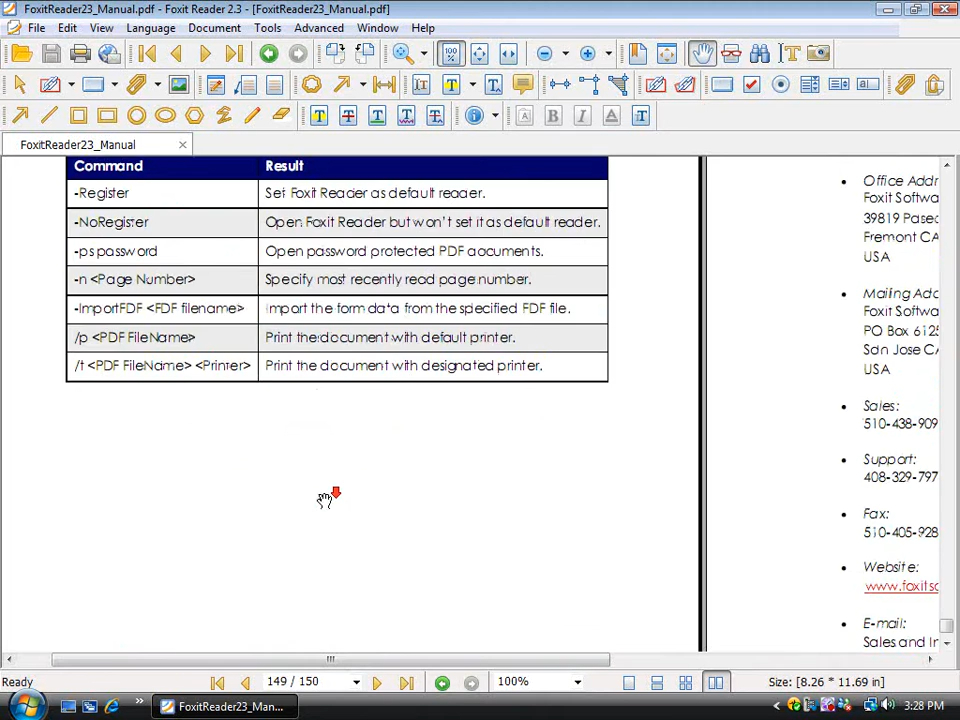 FoxitReader23_Manual.pdf - Foxit Reader 2.3 - [FoxitReader23_Manual.pdf]
File Edit View Language Document Tools Advanced Window Help
FoxitReader23_Manual
Command Result
-Register Set Foxit Reader as default reader.
-NoRegister Open Foxit Reader but won't set it as default reader.
-ps password Open password protected PDF documents.
-n <Page Number> Specify most recently read page number.
-ImportFDF <FDF filename> Import the form data from the specified FDF file.
/p <PDF FileName> Print the document with default printer.
/t <PDF FileName> <Printer> Print the document with designated printer.
• Office Addr
Foxit Softwa
39819 Paseo
Fremont CA
USA
• Mailing Add
Foxit Softwa
PO Box 6125
San Jose CA
USA
• Sales:
510-438-909
• Support:
408-329-797
• Fax:
510-405-928
• Website:
www.foxitso
• E-mail:
Sales and In
Ready 149 / 150 100% Size: [8.26 * 11.69 in]
FoxitReader23_Man... 3:28 PM